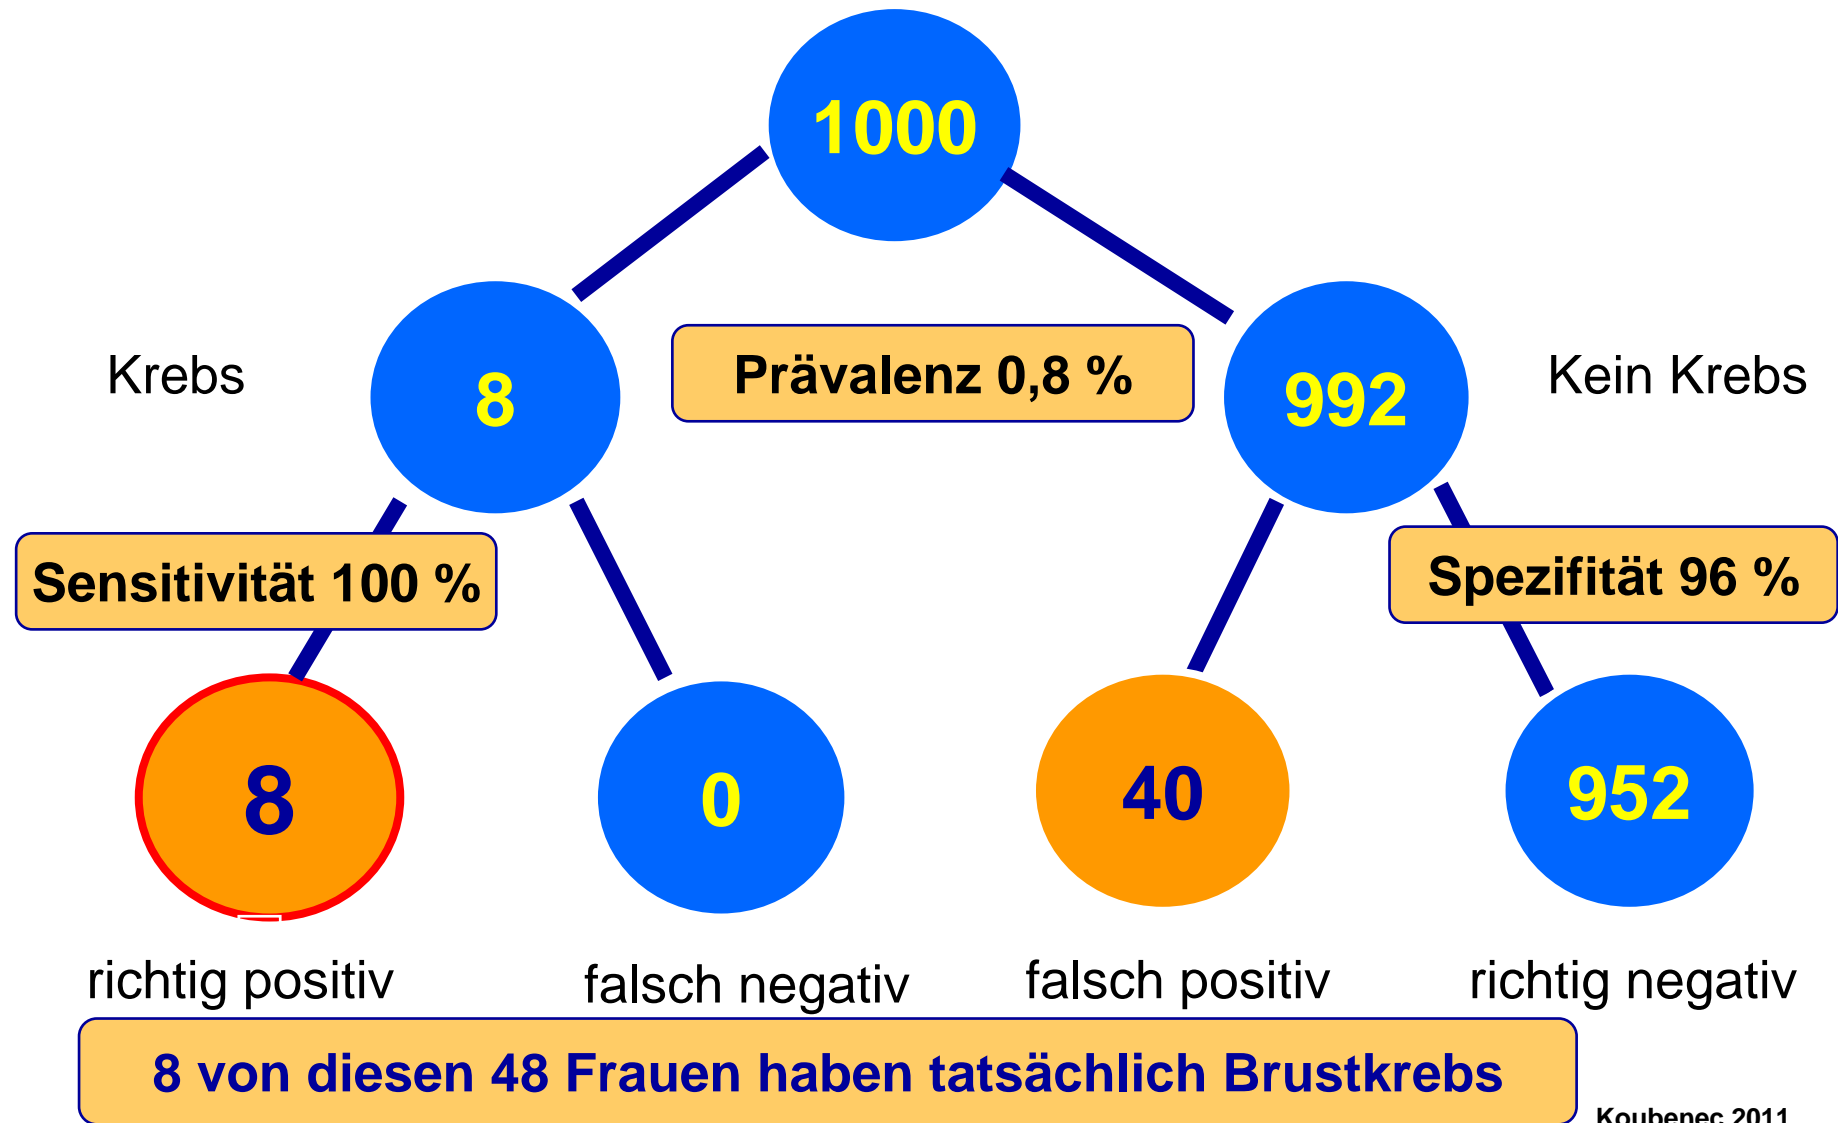 1000
Krebs
8
Prävalenz 0,8 %
992
Kein Krebs
Sensitivität 100 %
Spezifität 96 %
8
0
40
952
richtig positiv
falsch negativ
falsch positiv
richtig negativ
8 von diesen 48 Frauen haben tatsächlich Brustkrebs
Koubenec 2011